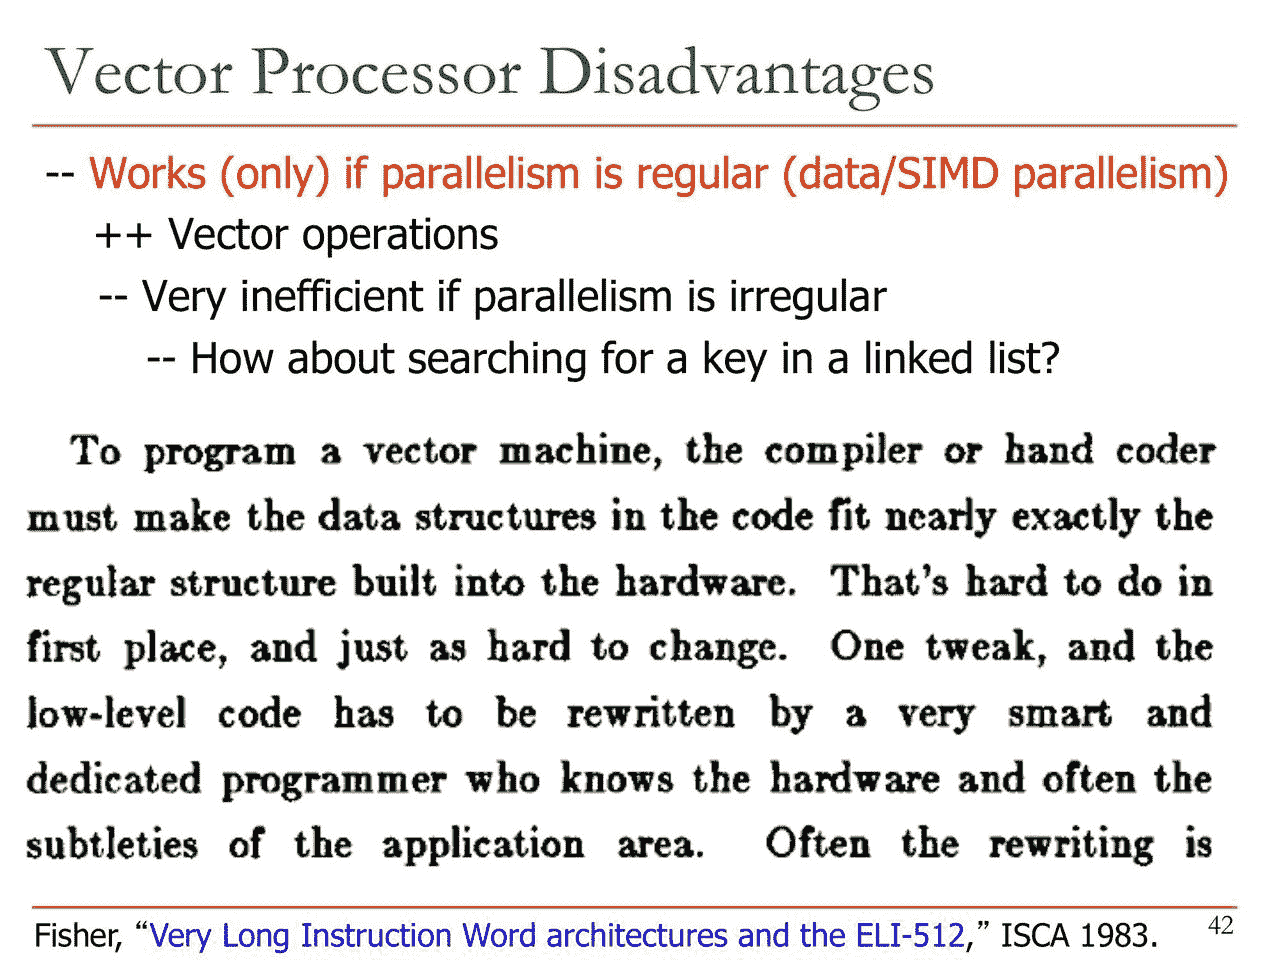 Vector Processor Disadvantages
-- Works (only) if parallelism is regular (data/SIMD parallelism)
++ Vector operations
-- Very inefficient if parallelism is irregular
-- How about searching for a key in a linked list?
To program a vector machine, the compiler or hand coder
must make the data structures in the code fit nearly exactly the
regular structure built into the hardware. That's hard to do in
first place, and just as hard to change. One tweak, and the
low-level code has to be rewritten by a very smart and
dedicated programmer who knows the hardware and often the
subtleties of the application area. Often the rewriting is
Fisher, “Very Long Instruction Word architectures and the ELI-512,” ISCA 1983.
42